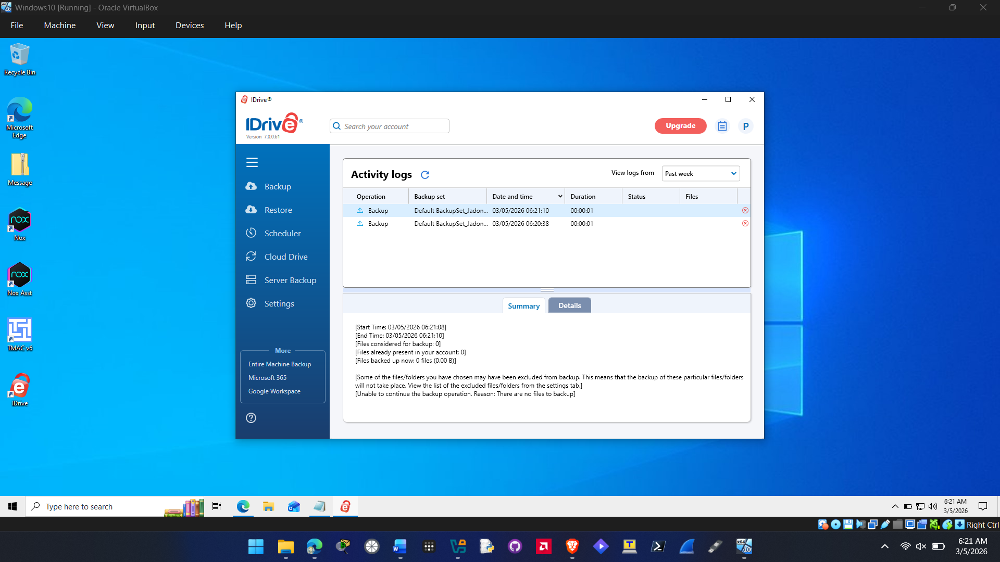 Windows10 [Running] - Oracle VirtualBox
File Machine View Input Devices Help
Recycle Bin
Microsoft
Edge
Message
Nox
Nox Asst
TMAC v6
IDrive
IDrive®
IDrive®
Version 7.0.0.61
Search your account
Upgrade
P
Backup
Restore
Scheduler
Cloud Drive
Server Backup
Settings
More
Entire Machine Backup
Microsoft 365
Google Workspace
Activity logs
View logs from Past week
Operation Backup set Date and time Duration Status Files
Backup Default BackupSet_Jadon... 03/05/2026 06:21:10 00:00:01
Backup Default BackupSet_Jadon... 03/05/2026 06:20:38 00:00:01
Summary Details
[Start Time: 03/05/2026 06:21:08]
[End Time: 03/05/2026 06:21:10]
[Files considered for backup: 0]
[Files already present in your account: 0]
[Files backed up now: 0 files (0.00 B)]
[Some of the files/folders you have chosen may have been excluded from backup. This means that the backup of these particular files/folders
will not take place. View the list of the excluded files/folders from the settings tab.]
[Unable to continue the backup operation. Reason: There are no files to backup]
Type here to search
6:21 AM
3/5/2026
Right Ctrl
6:21 AM
3/5/2026